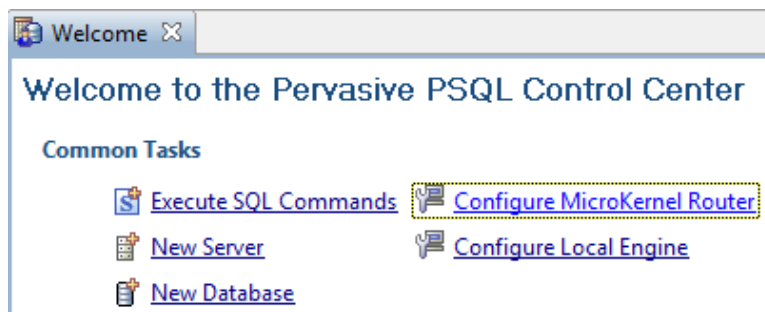 Welcome
Welcome to the Pervasive PSQL Control Center
Common Tasks
Execute SQL Commands Configure MicroKernel Router
New Server Configure Local Engine
New Database